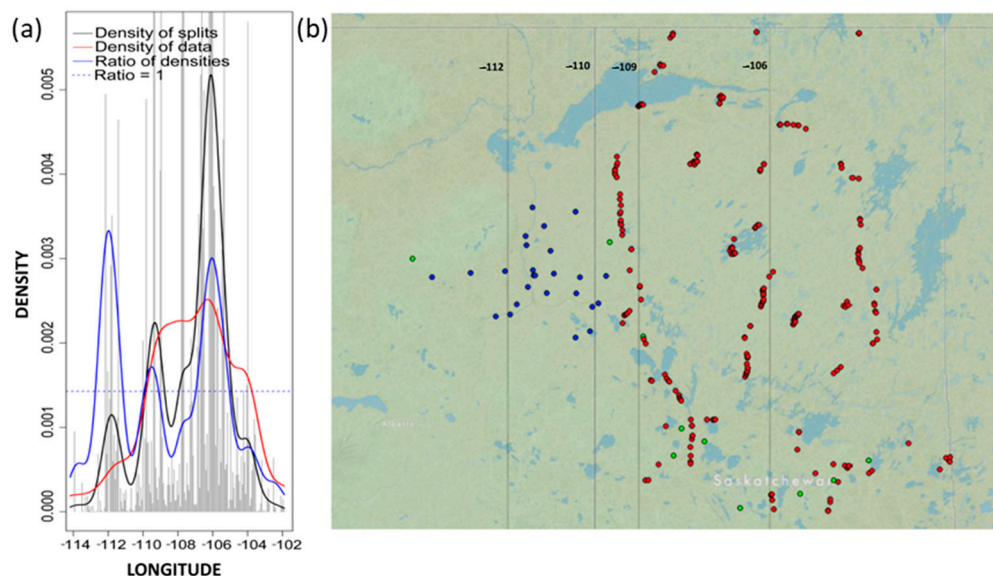 (a)
(b)
Density of splits
Density of data
Ratio of densities
Ratio = 1
DENSITY
0.005
0.004
0.003
0.002
0.001
0.000
-114 -112 -110 -108 -106 -104 -102
LONGITUDE
−112 −110 −109 −106
Alberta
Saskatchewan